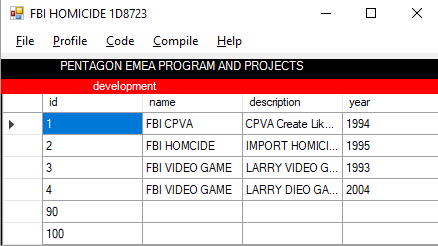 FBI HOMICIDE 1D8723
File Profile Code Compile Help
PENTAGON EMEA PROGRAM AND PROJECTS
development
id name description year
1 FBI CPVA CPVA Create Lik... 1994
2 FBI HOMCIDE IMPORT HOMICI... 1995
3 FBI VIDEO GAME LARRY VIDEO G... 1993
4 FBI VIDEO GAME LARRY DIEO GA... 2004
90
100